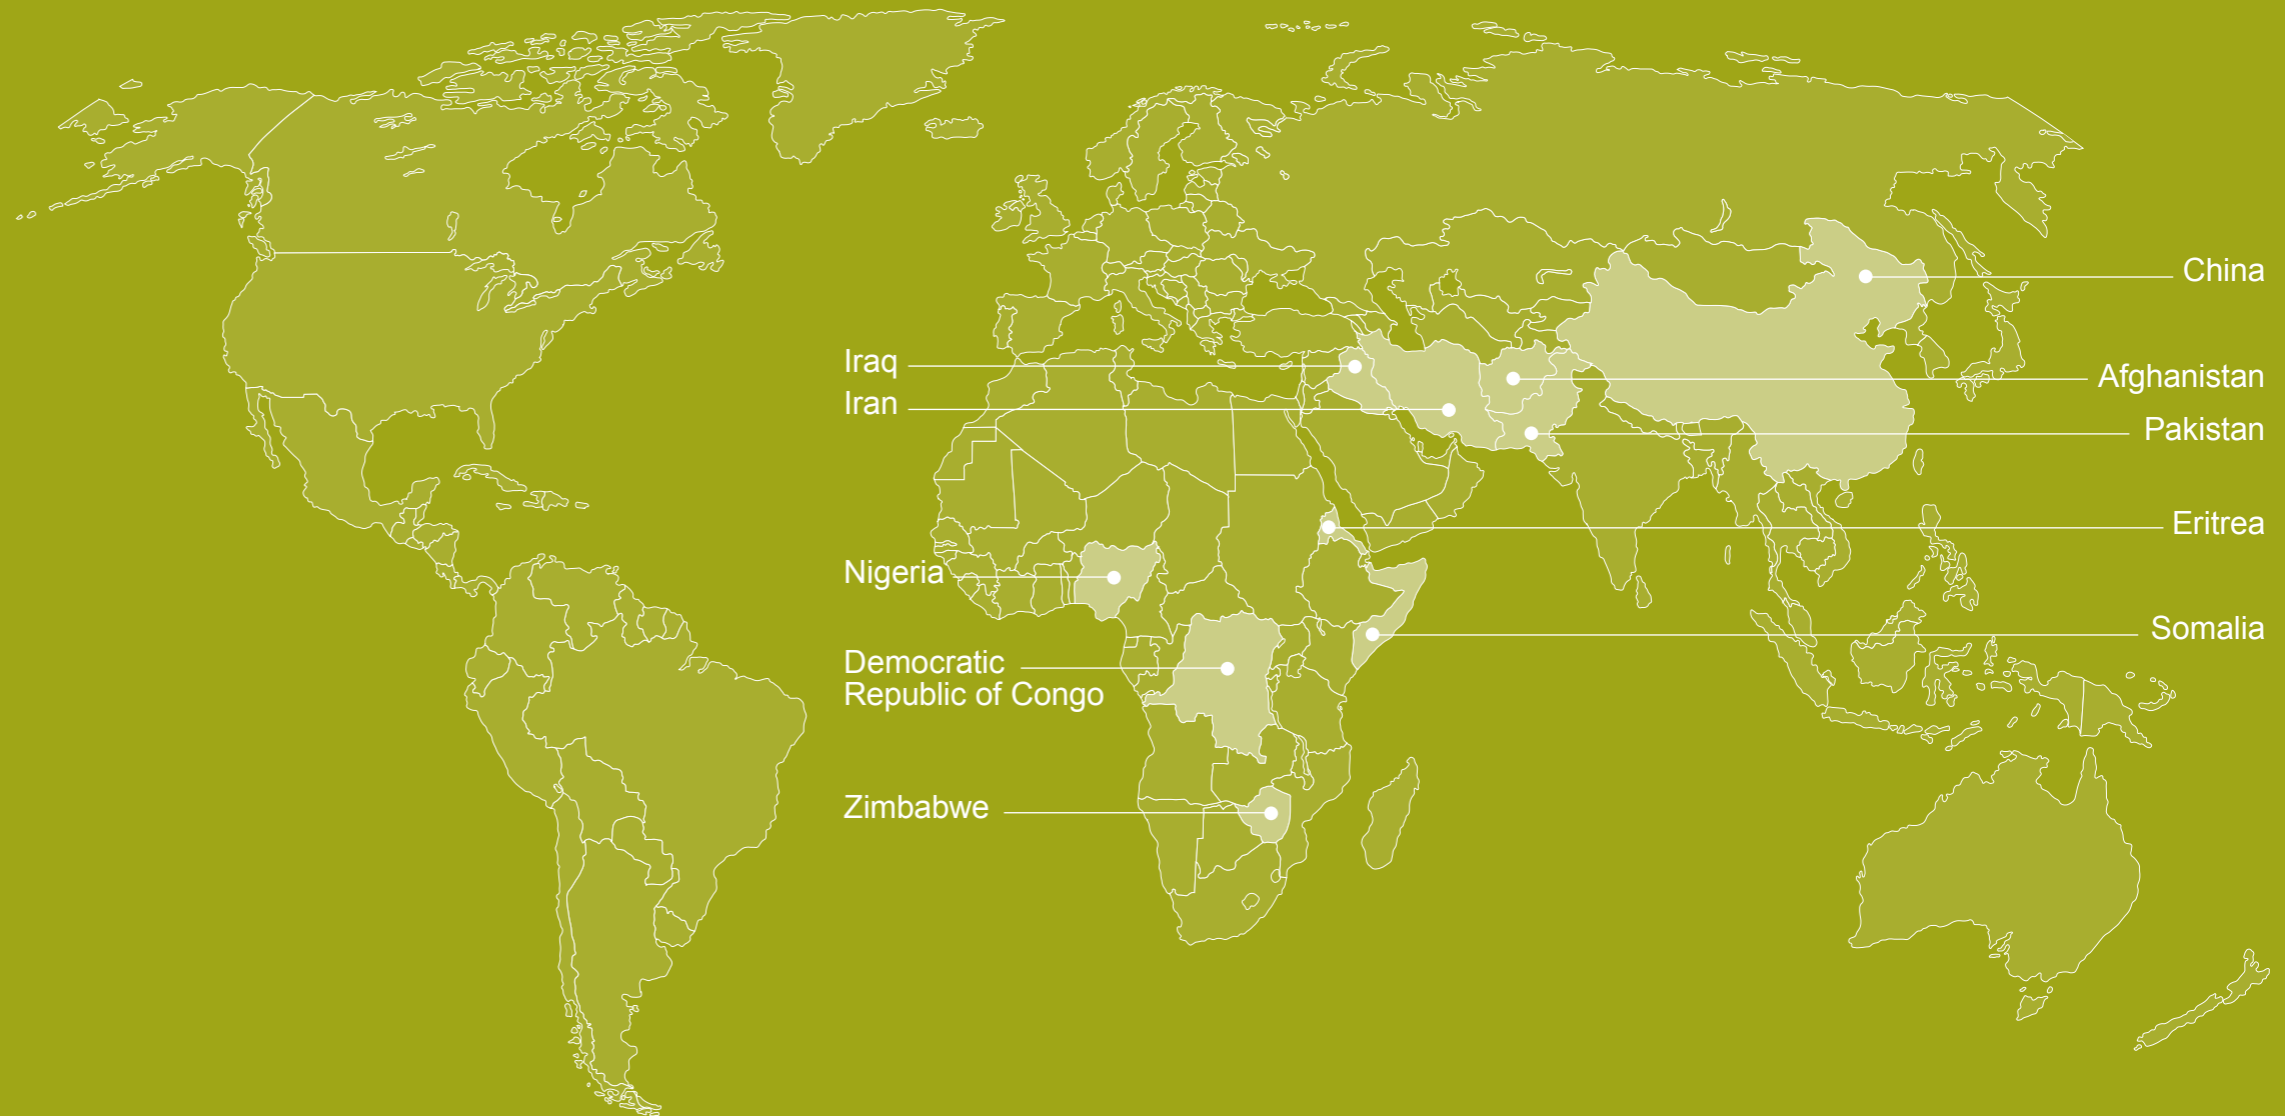 China
Iraq
Afghanistan
Iran
Pakistan
Eritrea
Nigeria
Somalia
Democratic
Republic of Congo
Zimbabwe